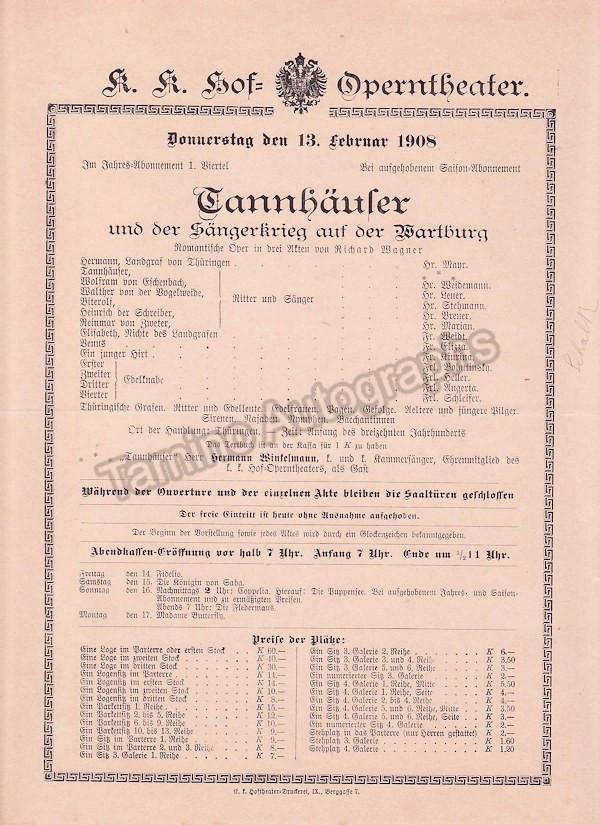 K. K. Hof= Operntheater.
Donnerstag den 13. Februar 1908
Im Jahres-Abonnement 1. Viertel Bei aufgehobenem Saison-Abonnement
Tannhäuser
und der Sängerkrieg auf der Wartburg
Romantische Oper in drei Akten von Richard Wagner
Hermann, Landgraf von Thüringen . . . . . Hr. Mayr.
Tannhäuser, * * *
Wolfram von Eschenbach, Hr. Weidemann.
Walther von der Vogelweide, Hr. Leuer.
Biterolf, Ritter und Sänger . . . Hr. Stehmann.
Heinrich der Schreiber, Hr. Breuer.
Reinmar von Zweter, Hr. Marian.
Elisabeth, Nichte des Landgrafen . . . . . Fr. Weidt.
Venus . . . . . Fr. Elizza.
Ein junger Hirt . . . . . Fr. Kiurina.
Erster
Zweiter Edelknabe . . . . Frl. Heller.
Dritter Frl. Angerta.
Vierter Frl. Schleifer.
Thüringische Grafen. Ritter und Edelleute. Edelfrauen. Pagen. Gefolge. Aeltere und jüngere Pilger.
Sirenen. Najaden. Nymphen. Bacchantinnen
Ort der Handlung: Thüringen. — Zeit: Anfang des dreizehnten Jahrhunderts
Das Textbuch ist an der Kassa für 1 K zu haben
„Tannhäuser" Herr Hermann Winkelmann, k. und k. Kammersänger, Ehrenmitglied des
k. k. Hof-Operntheaters, als Gast
Während der Ouverture und der einzelnen Akte bleiben die Saaltüren geschlossen
Der freie Eintritt ist heute ohne Ausnahme aufgehoben.
Der Beginn der Vorstellung sowie jedes Aktes wird durch ein Glockenzeichen bekanntgegeben.
Abendkassen-Eröffnung vor halb 7 Uhr. Anfang 7 Uhr. Ende um 1/2 11 Uhr.
Freitag den 14. Fidelio.
Samstag den 15. Die Königin von Saba.
Sonntag den 16. Nachmittags 2 Uhr: Coppelia. Hierauf: Die Puppenfee. Bei aufgehobenem Jahres- und Saison-
Abonnement und zu ermäßigten Preisen.
Abends 7 Uhr: Die Fledermaus.
Montag den 17. Madame Butterfly.
Preise der Plätze:
Eine Loge im Parterre oder ersten Stock . . . K 60.—
Eine Loge im zweiten Stock . . . K 40.—
Eine Loge im dritten Stock . . . K 30.—
Ein Logensitz im Parterre . . . K 14.—
Ein Logensitz im ersten Stock . . . K 14.—
Ein Logensitz im zweiten Stock . . . K 10.—
Ein Logensitz im dritten Stock . . . K 8.—
Ein Parkettsitz 1. Reihe . . . K 15.—
Ein Parkettsitz 2. bis 5. Reihe . . . K 12.—
Ein Parkettsitz 6. bis 9. Reihe . . . K 10.—
Ein Parkettsitz 10. bis 13. Reihe . . . K 9.—
Ein Sitz im Parterre 1. Reihe . . . K 9.—
Ein Sitz im Parterre 2. und 3. Reihe . . . K 8.—
Ein Sitz 3. Galerie 1. Reihe . . . K 7.—
Ein Sitz 3. Galerie 2. Reihe . . . K 6.—
Ein Sitz 3. Galerie 3. und 4. Reihe . . . K 3.50
Ein Sitz 3. Galerie 5. und 6. Reihe . . . K 3.—
Ein numerierter Sitz 3. Galerie . . . K 2.—
Ein Sitz 4. Galerie 1. Reihe, Mitte . . . K 5.50
Ein Sitz 4. Galerie 1. Reihe, Seite . . . K 4.—
Ein Sitz 4. Galerie 2. bis 4. Reihe . . . K 4.—
Ein Sitz 4. Galerie 5. und 6. Reihe, Mitte . . . K 3.50
Ein Sitz 4. Galerie 5. und 6. Reihe, Seite . . . K 3.—
Ein numerierter Sitz 4. Galerie . . . K 2.—
Stehplatz in das Parterre (nur Herren gestattet) . K 2.—
Stehplatz 3. Galerie . . . K 1.60
Stehplatz 4. Galerie . . . K 1.20
K. k. Hoftheater-Druckerei, IX., Berggasse 7.
Tamino Autographs